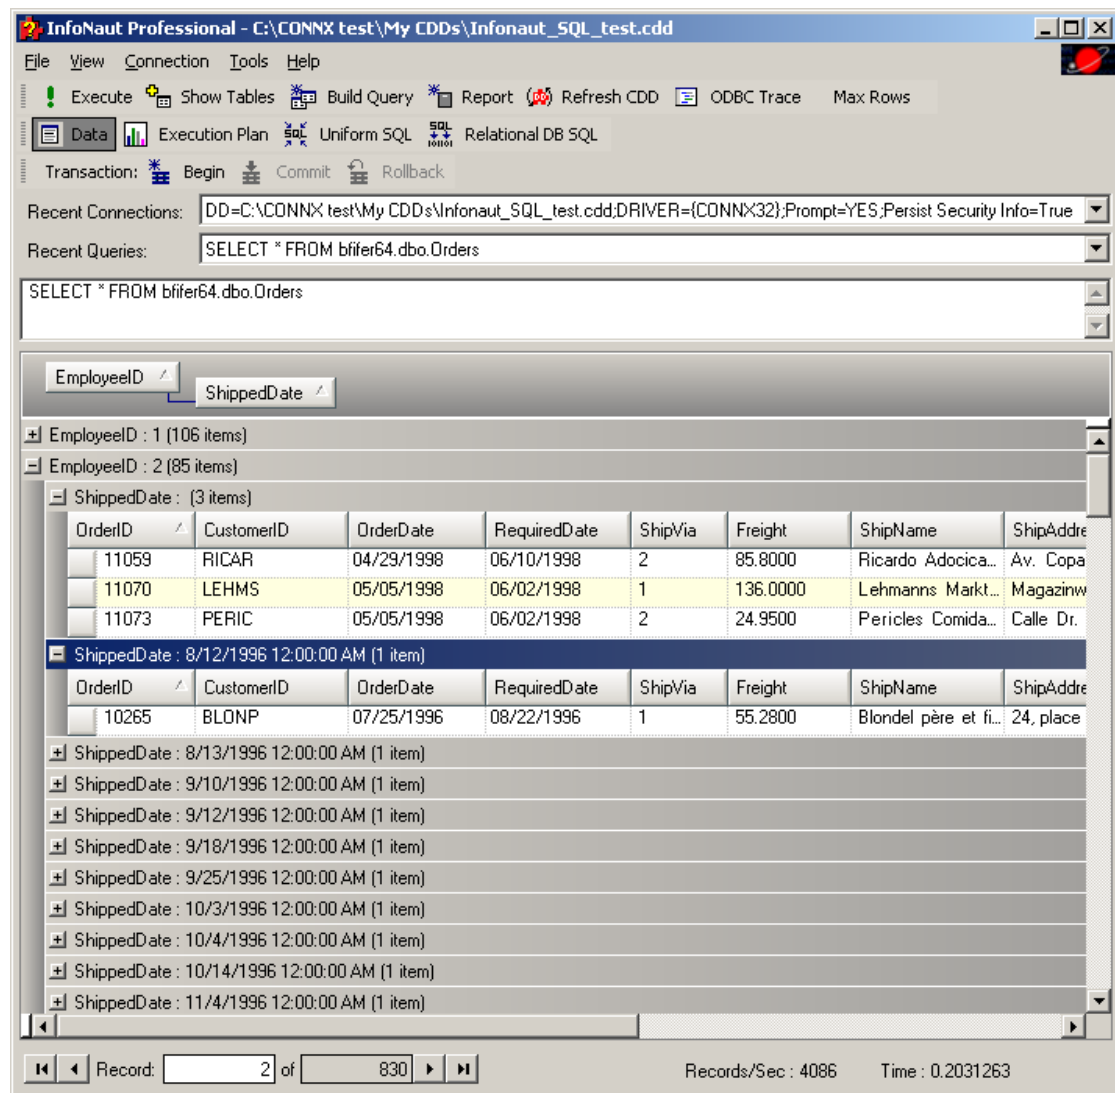 InfoNaut Professional - C:\CONNX test\My CDDs\Infonaut_SQL_test.cdd
File View Connection Tools Help
Execute Show Tables Build Query Report Refresh CDD ODBC Trace Max Rows
Data Execution Plan Uniform SQL Relational DB SQL
Transaction: Begin Commit Rollback
Recent Connections: DD=C:\CONNX test\My CDDs\Infonaut_SQL_test.cdd;DRIVER={CONNX32};Prompt=YES;Persist Security Info=True
Recent Queries: SELECT * FROM bfifer64.dbo.Orders
SELECT * FROM bfifer64.dbo.Orders
EmployeeID
ShippedDate
EmployeeID : 1 (106 items)
EmployeeID : 2 (85 items)
ShippedDate : (3 items)
OrderID CustomerID OrderDate RequiredDate ShipVia Freight ShipName ShipAddre
11059 RICAR 04/29/1998 06/10/1998 2 85.8000 Ricardo Adocica... Av. Copa
11070 LEHMS 05/05/1998 06/02/1998 1 136.0000 Lehmanns Markt... Magazinw
11073 PERIC 05/05/1998 06/02/1998 2 24.9500 Pericles Comida... Calle Dr.
ShippedDate : 8/12/1996 12:00:00 AM (1 item)
OrderID CustomerID OrderDate RequiredDate ShipVia Freight ShipName ShipAddre
10265 BLONP 07/25/1996 08/22/1996 1 55.2800 Blondel père et fi... 24, place
ShippedDate : 8/13/1996 12:00:00 AM (1 item)
ShippedDate : 9/10/1996 12:00:00 AM (1 item)
ShippedDate : 9/12/1996 12:00:00 AM (1 item)
ShippedDate : 9/18/1996 12:00:00 AM (1 item)
ShippedDate : 9/25/1996 12:00:00 AM (1 item)
ShippedDate : 10/3/1996 12:00:00 AM (1 item)
ShippedDate : 10/4/1996 12:00:00 AM (1 item)
ShippedDate : 10/14/1996 12:00:00 AM (1 item)
ShippedDate : 11/4/1996 12:00:00 AM (1 item)
Record: 2 of 830 Records/Sec : 4086 Time : 0.2031263